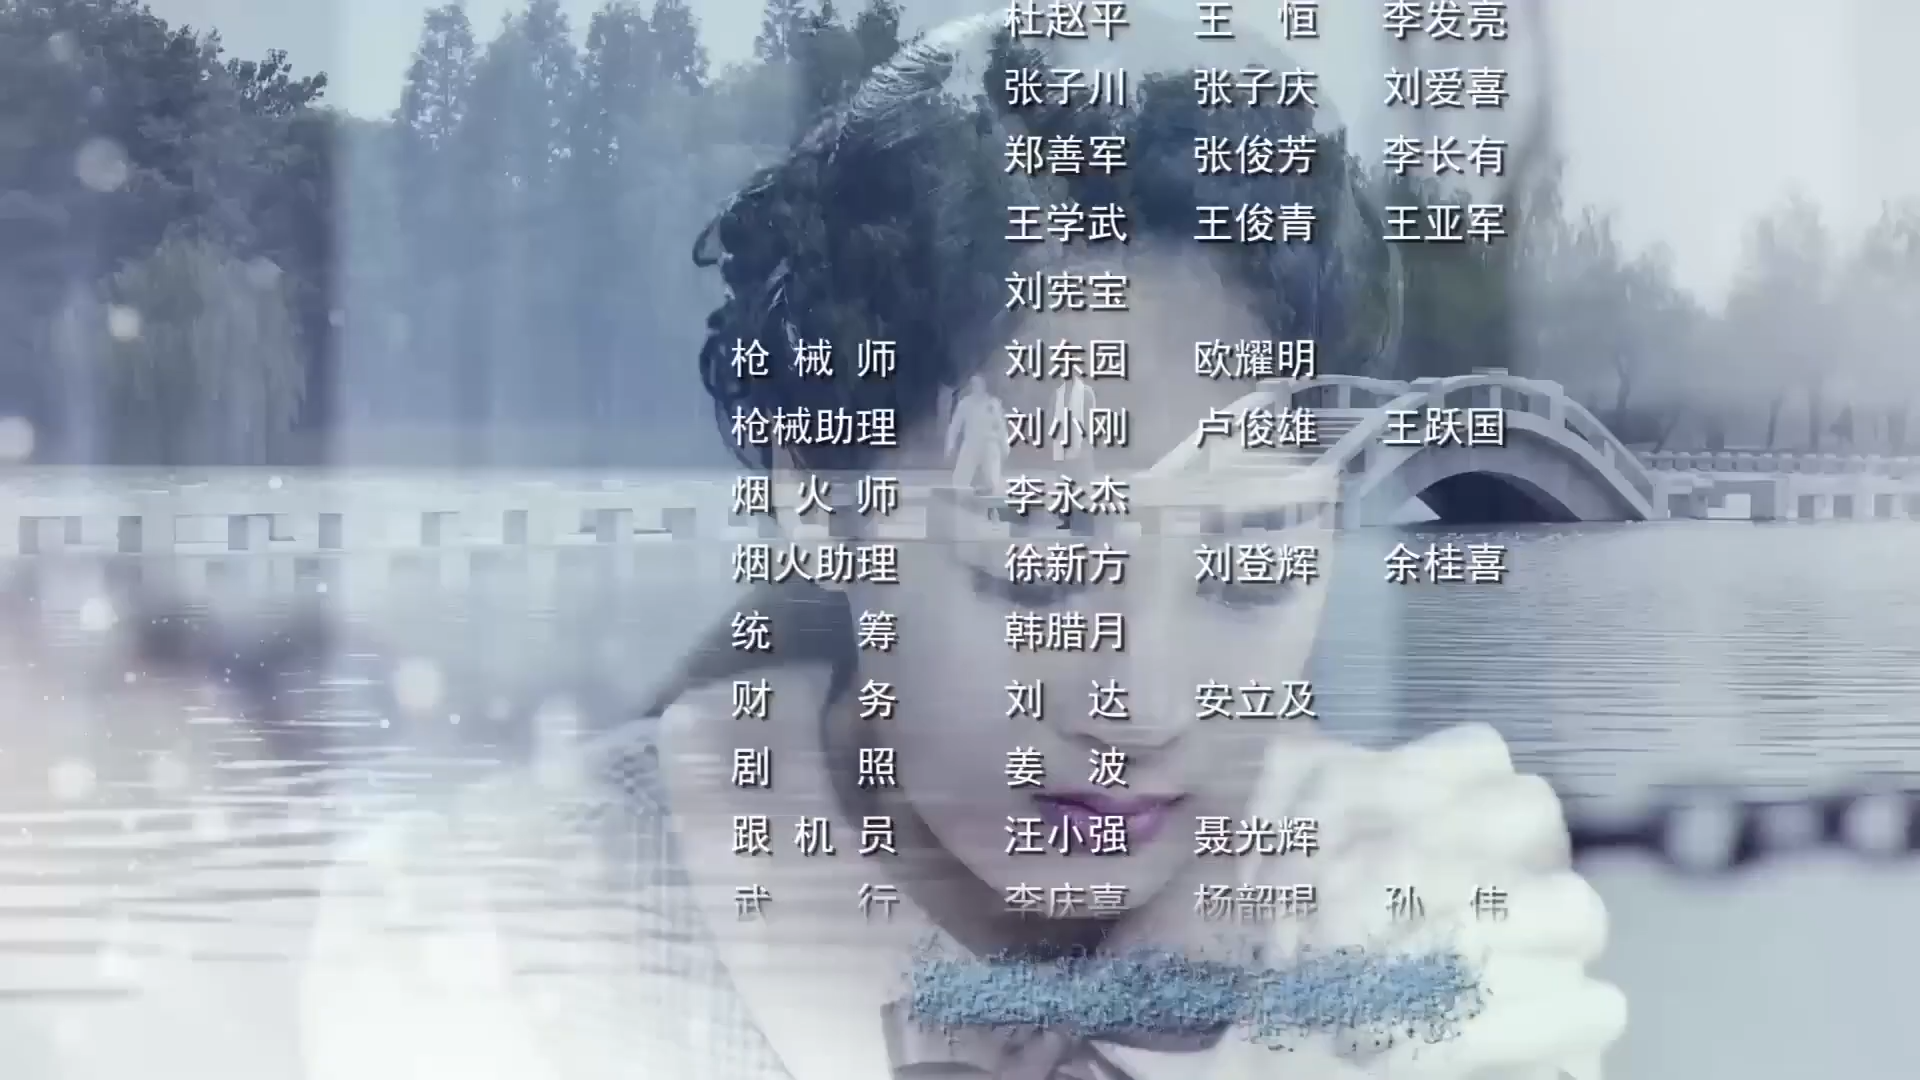 杜赵平 王 恒 李发亮
张子川 张子庆 刘爱喜
郑善军 张俊芳 李长有
王学武 王俊青 王亚军
刘宪宝
枪 械 师 刘东园 欧耀明
枪械助理 刘小刚 卢俊雄 王跃国
烟 火 师 李永杰
烟火助理 徐新方 刘登辉 余桂喜
统 筹 韩腊月
财 务 刘 达 安立及
剧 照 姜 波
跟 机 员 汪小强 聂光辉
武 行 李庆喜 杨韶琨 孙 伟